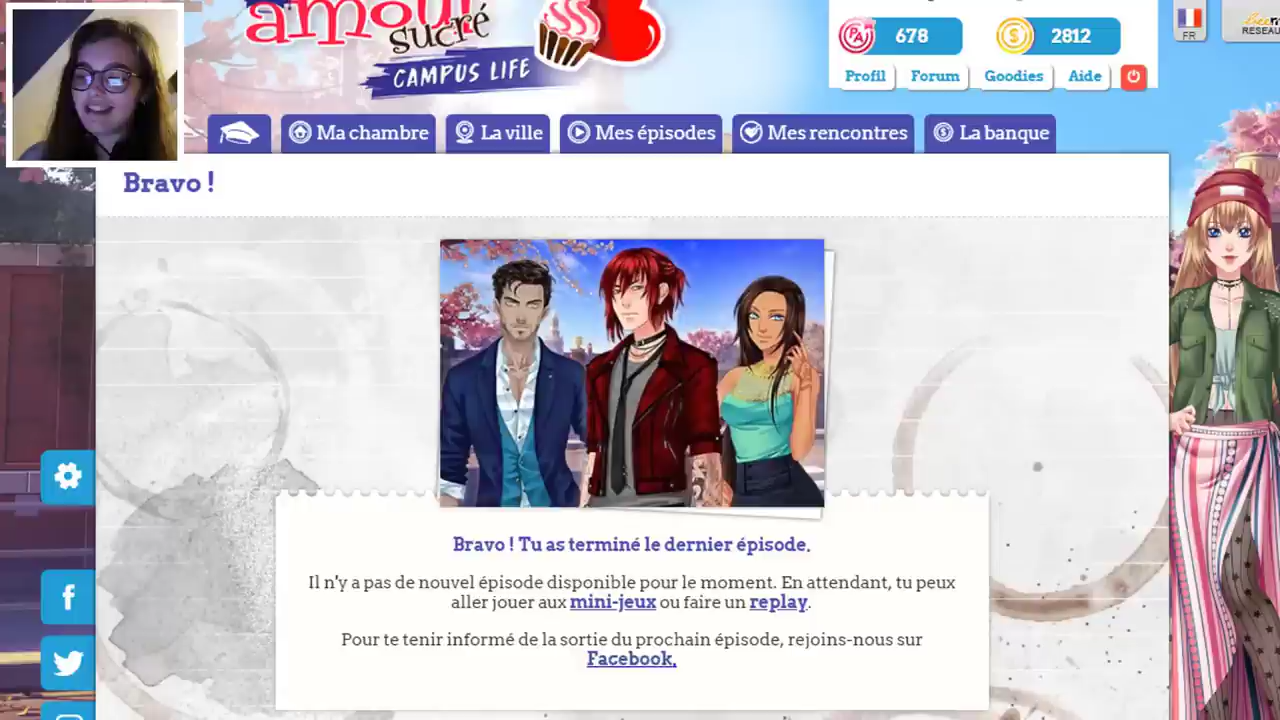 amour
sucré
CAMPUS LIFE
PA
678
2812
FR
RESEAU
Profil
Forum
Goodies
Aide
Ma chambre
La ville
Mes épisodes
Mes rencontres
La banque
Bravo !
Bravo ! Tu as terminé le dernier épisode.
Il n'y a pas de nouvel épisode disponible pour le moment. En attendant, tu peux
aller jouer aux mini-jeux ou faire un replay.
Pour te tenir informé de la sortie du prochain épisode, rejoins-nous sur
Facebook.